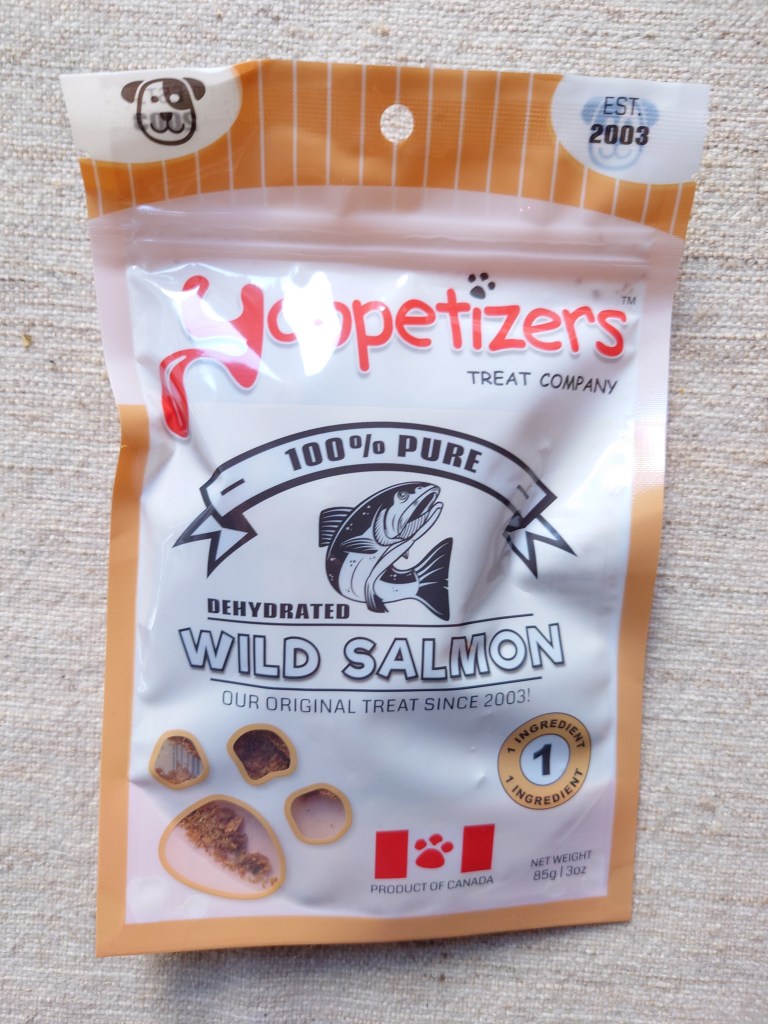 EST.
2003
Yappetizers™
TREAT COMPANY
100% PURE
DEHYDRATED
WILD SALMON
OUR ORIGINAL TREAT SINCE 2003!
1 INGREDIENT
1
1 INGREDIENT
PRODUCT OF CANADA
NET WEIGHT
85g | 3oz